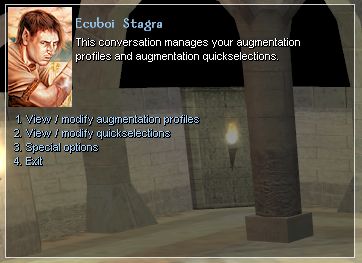 Ecuboi Stagra
This conversation manages your augmentation
profiles and augmentation quickselections.
1. View / modify augmentation profiles
2. View / modify quickselections
3. Special options
4. Exit